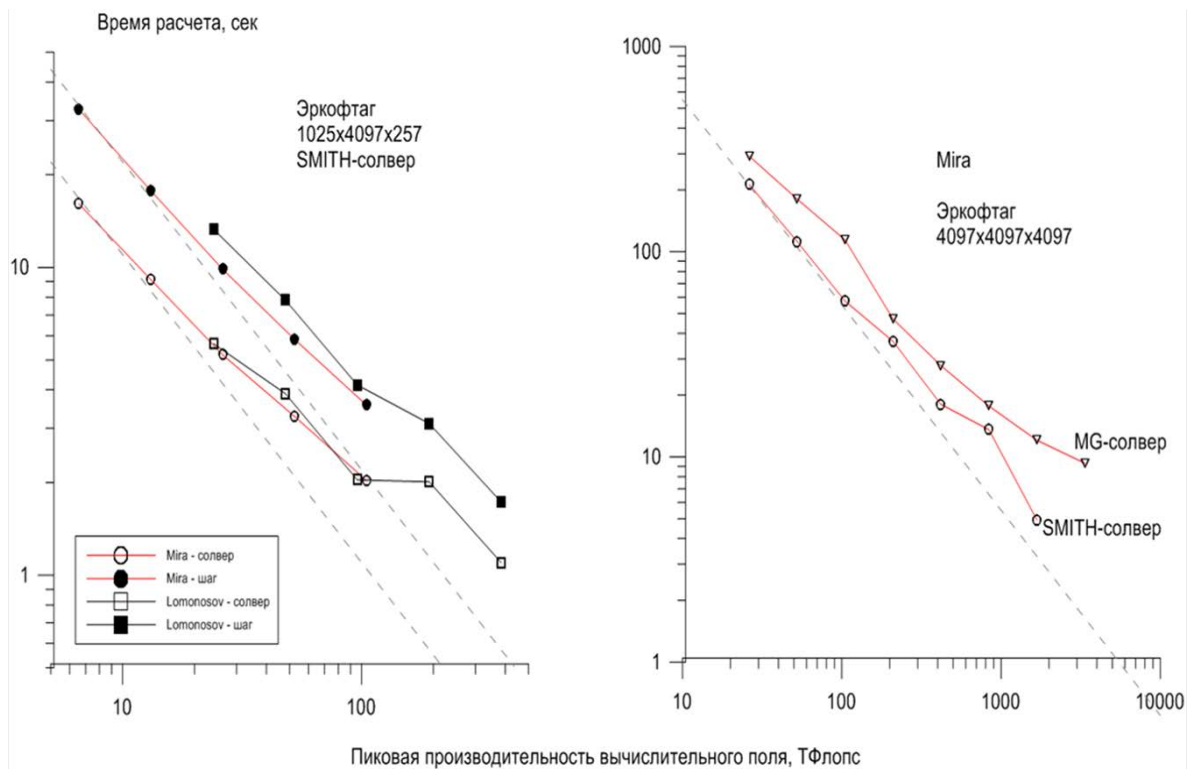 Время расчета, сек
Эркофтаг
1025x4097x257
SMITH-солвер
10
1
Mira - солвер
Mira - шаг
Lomonosov - солвер
Lomonosov - шаг
10
100
1000
100
10
1
Mira
Эркофтаг
4097x4097x4097
MG-солвер
SMITH-солвер
10
100
1000
10000
Пиковая производительность вычислительного поля, ТФлопс